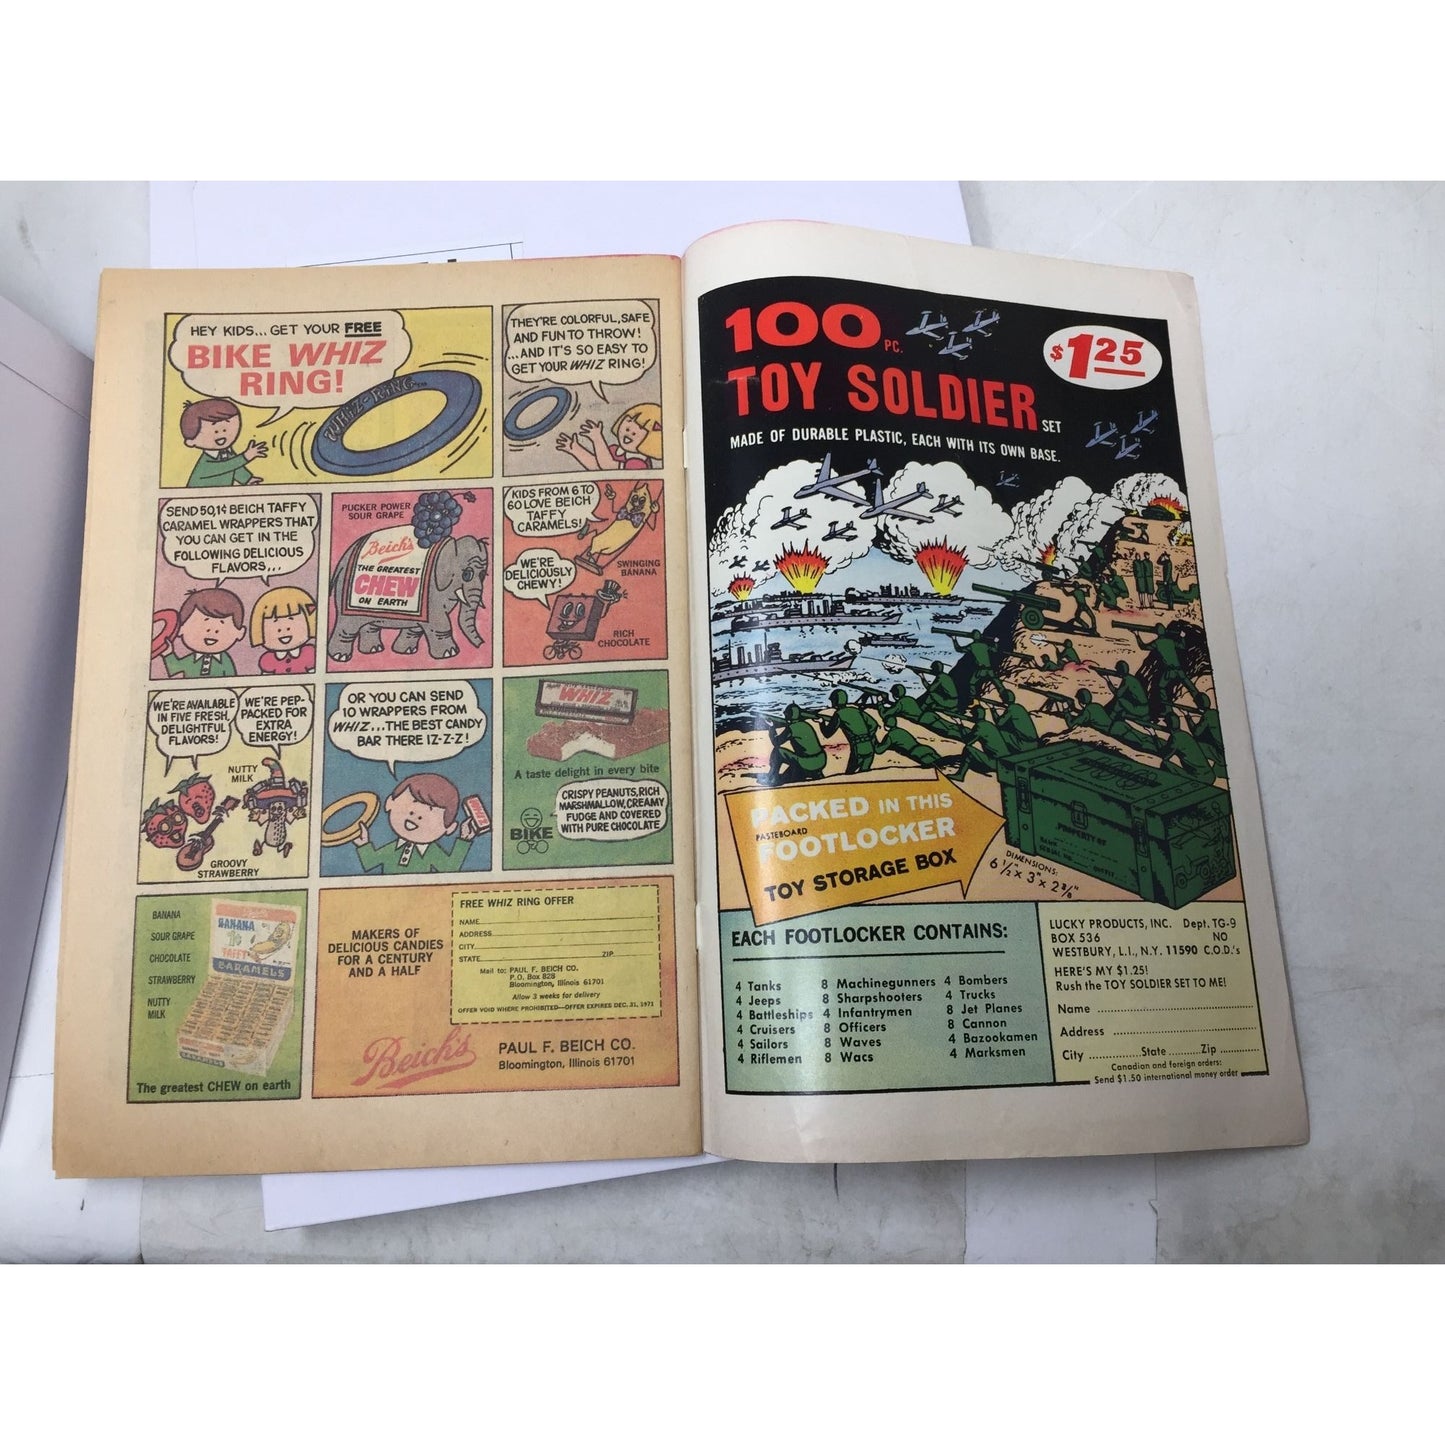 HEY KIDS... GET YOUR FREE
BIKE WHIZ
RING!
WHIZ-RING
THEY'RE COLORFUL, SAFE
AND FUN TO THROW!
...AND IT'S SO EASY TO
GET YOUR WHIZ RING!
SEND 50, 1¢ BEICH TAFFY
CARAMEL WRAPPERS THAT
YOU CAN GET IN THE
FOLLOWING DELICIOUS
FLAVORS...
PUCKER POWER
SOUR GRAPE
Beich's
THE GREATEST
CHEW
ON EARTH
KIDS FROM 6 TO
60 LOVE BEICH
TAFFY
CARAMELS!
WE'RE
DELICIOUSLY
CHEWY!
SWINGING
BANANA
RICH
CHOCOLATE
WE'RE AVAILABLE
IN FIVE FRESH,
DELIGHTFUL
FLAVORS!
WE'RE PEP-
PACKED FOR
EXTRA
ENERGY!
NUTTY
MILK
GROOVY
STRAWBERRY
OR YOU CAN SEND
10 WRAPPERS FROM
WHIZ...THE BEST CANDY
BAR THERE IZ-Z-Z!
WHIZ
A taste delight in every bite
CRISPY PEANUTS, RICH
MARSHMALLOW, CREAMY
FUDGE AND COVERED
WITH PURE CHOCOLATE
BIKE
BANANA
SOUR GRAPE
CHOCOLATE
STRAWBERRY
NUTTY
MILK
BANANA
1¢
TAFFY
CARAMELS
The greatest CHEW on earth
MAKERS OF
DELICIOUS CANDIES
FOR A CENTURY
AND A HALF
FREE WHIZ RING OFFER
NAME
ADDRESS
CITY
STATE ZIP
Mail to: PAUL F. BEICH CO.
P.O. Box 828
Bloomington, Illinois 61701
Allow 3 weeks for delivery
OFFER VOID WHERE PROHIBITED—OFFER EXPIRES DEC. 31, 1971
Beich's
PAUL F. BEICH CO.
Bloomington, Illinois 61701
100 PC.
TOY SOLDIER SET
$1.25
MADE OF DURABLE PLASTIC, EACH WITH ITS OWN BASE.
PACKED IN THIS
PASTEBOARD
FOOTLOCKER
TOY STORAGE BOX
PROPERTY OF
DIMENSIONS:
6 1/2" x 3" x 2 3/8"
EACH FOOTLOCKER CONTAINS:
4 Tanks 8 Machinegunners 4 Bombers
4 Jeeps 8 Sharpshooters 4 Trucks
4 Battleships 4 Infantrymen 8 Jet Planes
4 Cruisers 8 Officers 8 Cannon
4 Sailors 8 Waves 4 Bazookamen
4 Riflemen 8 Wacs 4 Marksmen
LUCKY PRODUCTS, INC. Dept. TG-9
BOX 536 NO
WESTBURY, L.I., N.Y. 11590 C.O.D.'s
HERE'S MY $1.25!
Rush the TOY SOLDIER SET TO ME!
Name
Address
City State Zip
Canadian and foreign orders:
Send $1.50 international money order